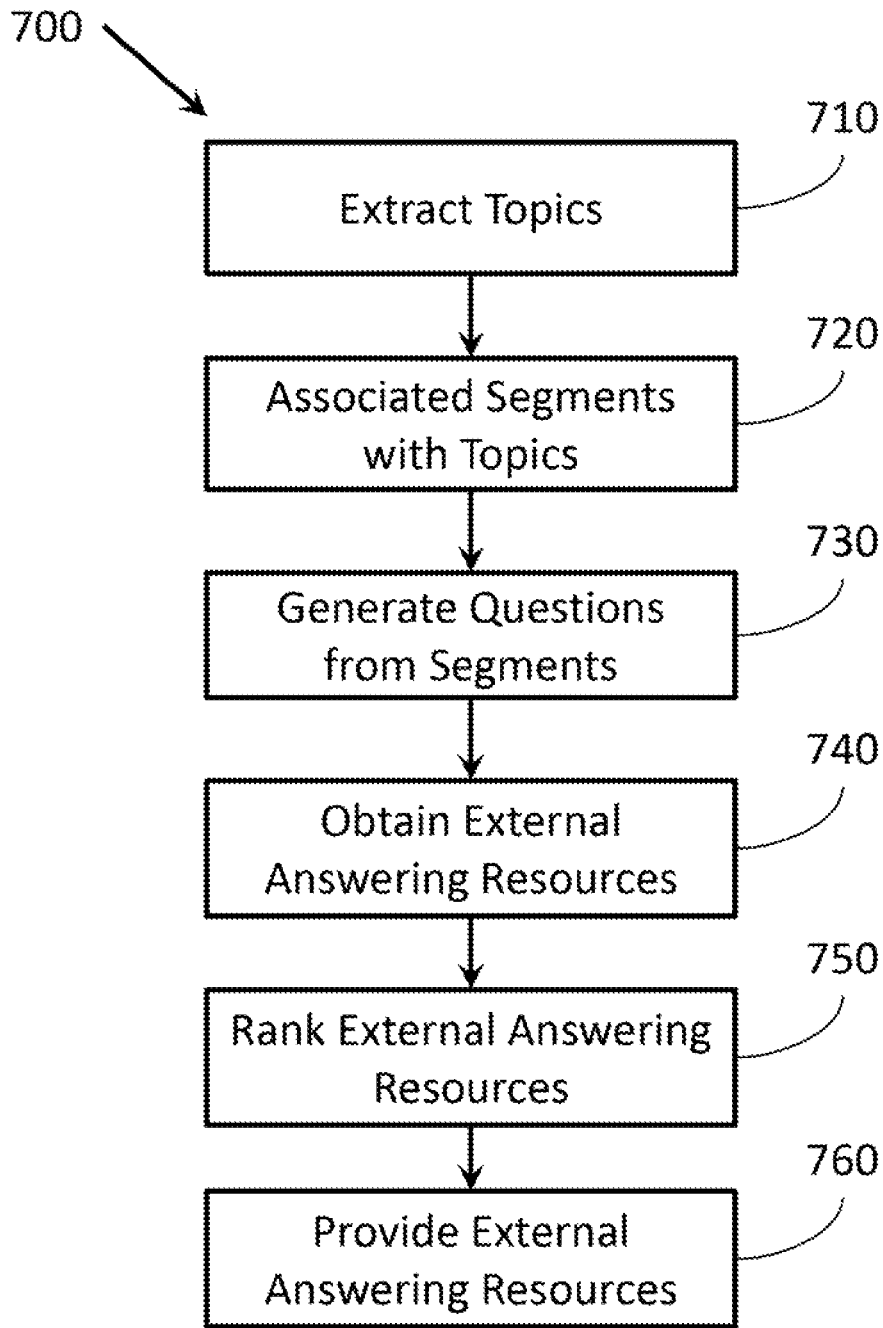 700
710
Extract Topics
720
Associated Segments
with Topics
730
Generate Questions
from Segments
740
Obtain External
Answering Resources
750
Rank External Answering
Resources
760
Provide External
Answering Resources